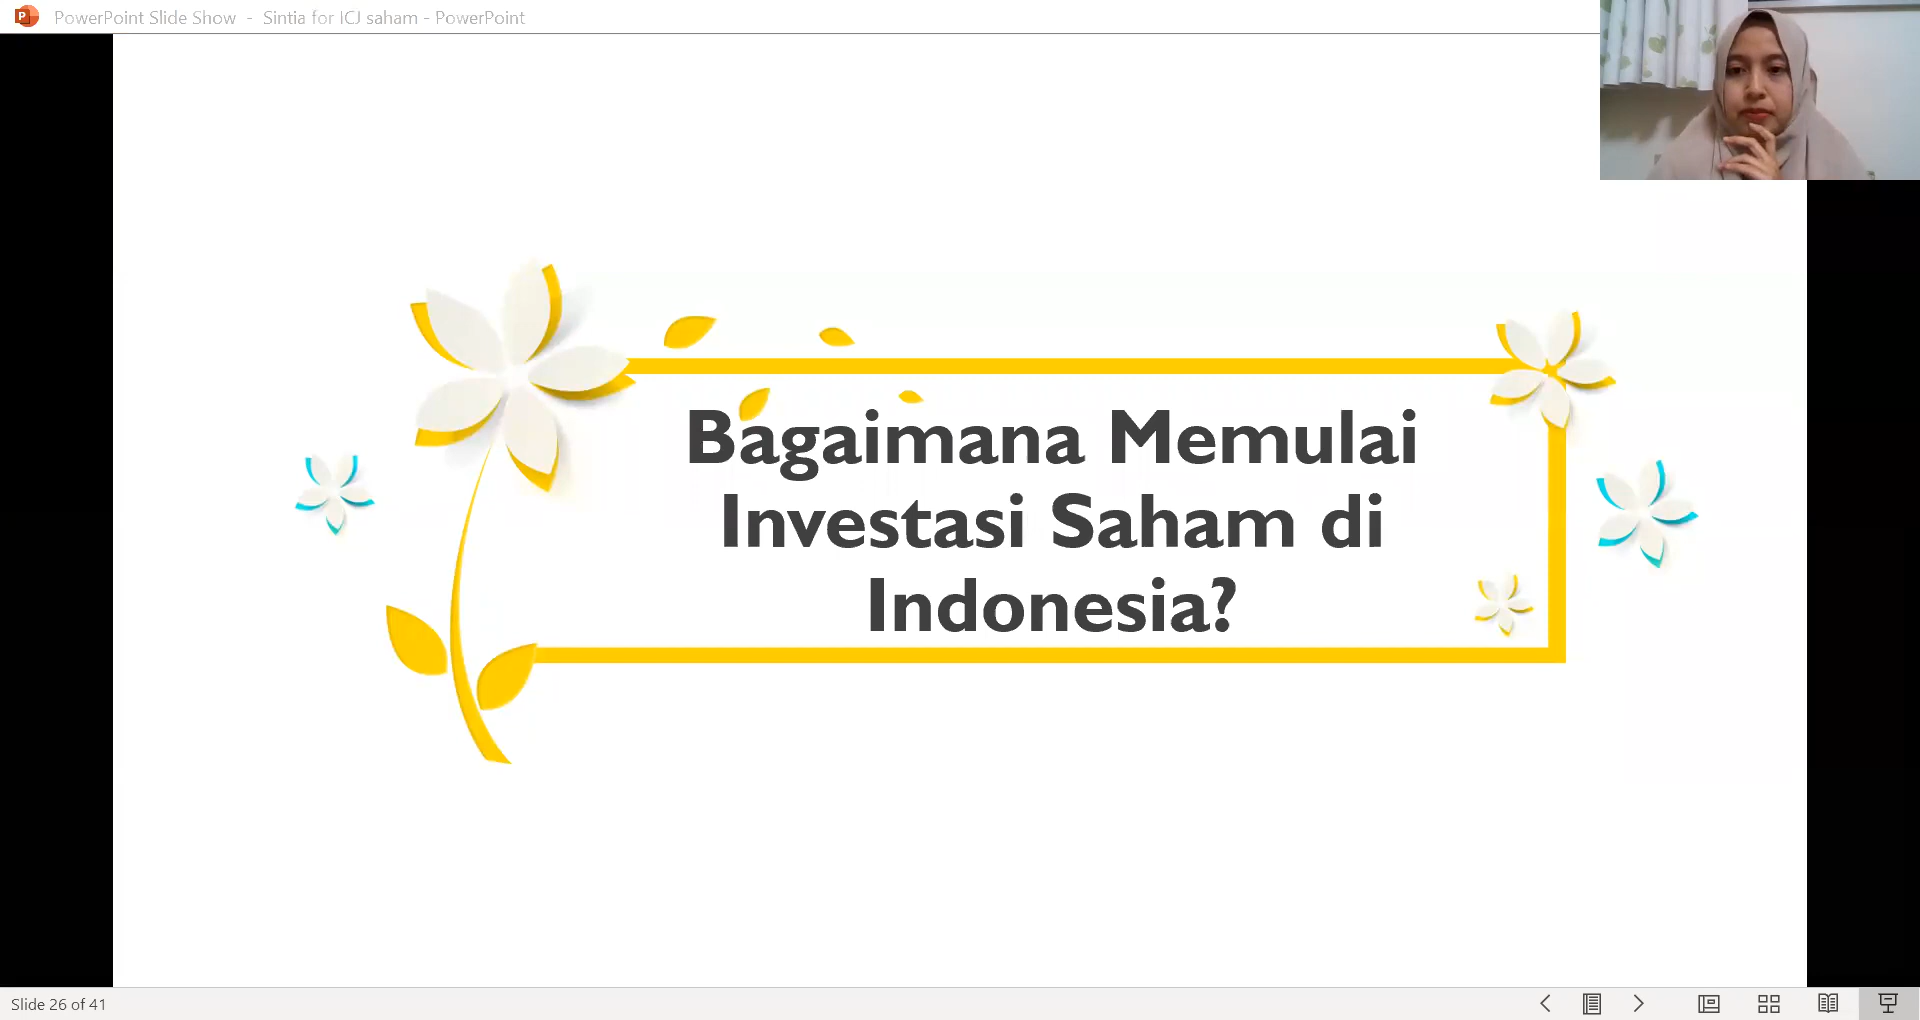 PowerPoint Slide Show - Sintia for ICJ saham - PowerPoint
Bagaimana Memulai
Investasi Saham di
Indonesia?
Slide 26 of 41